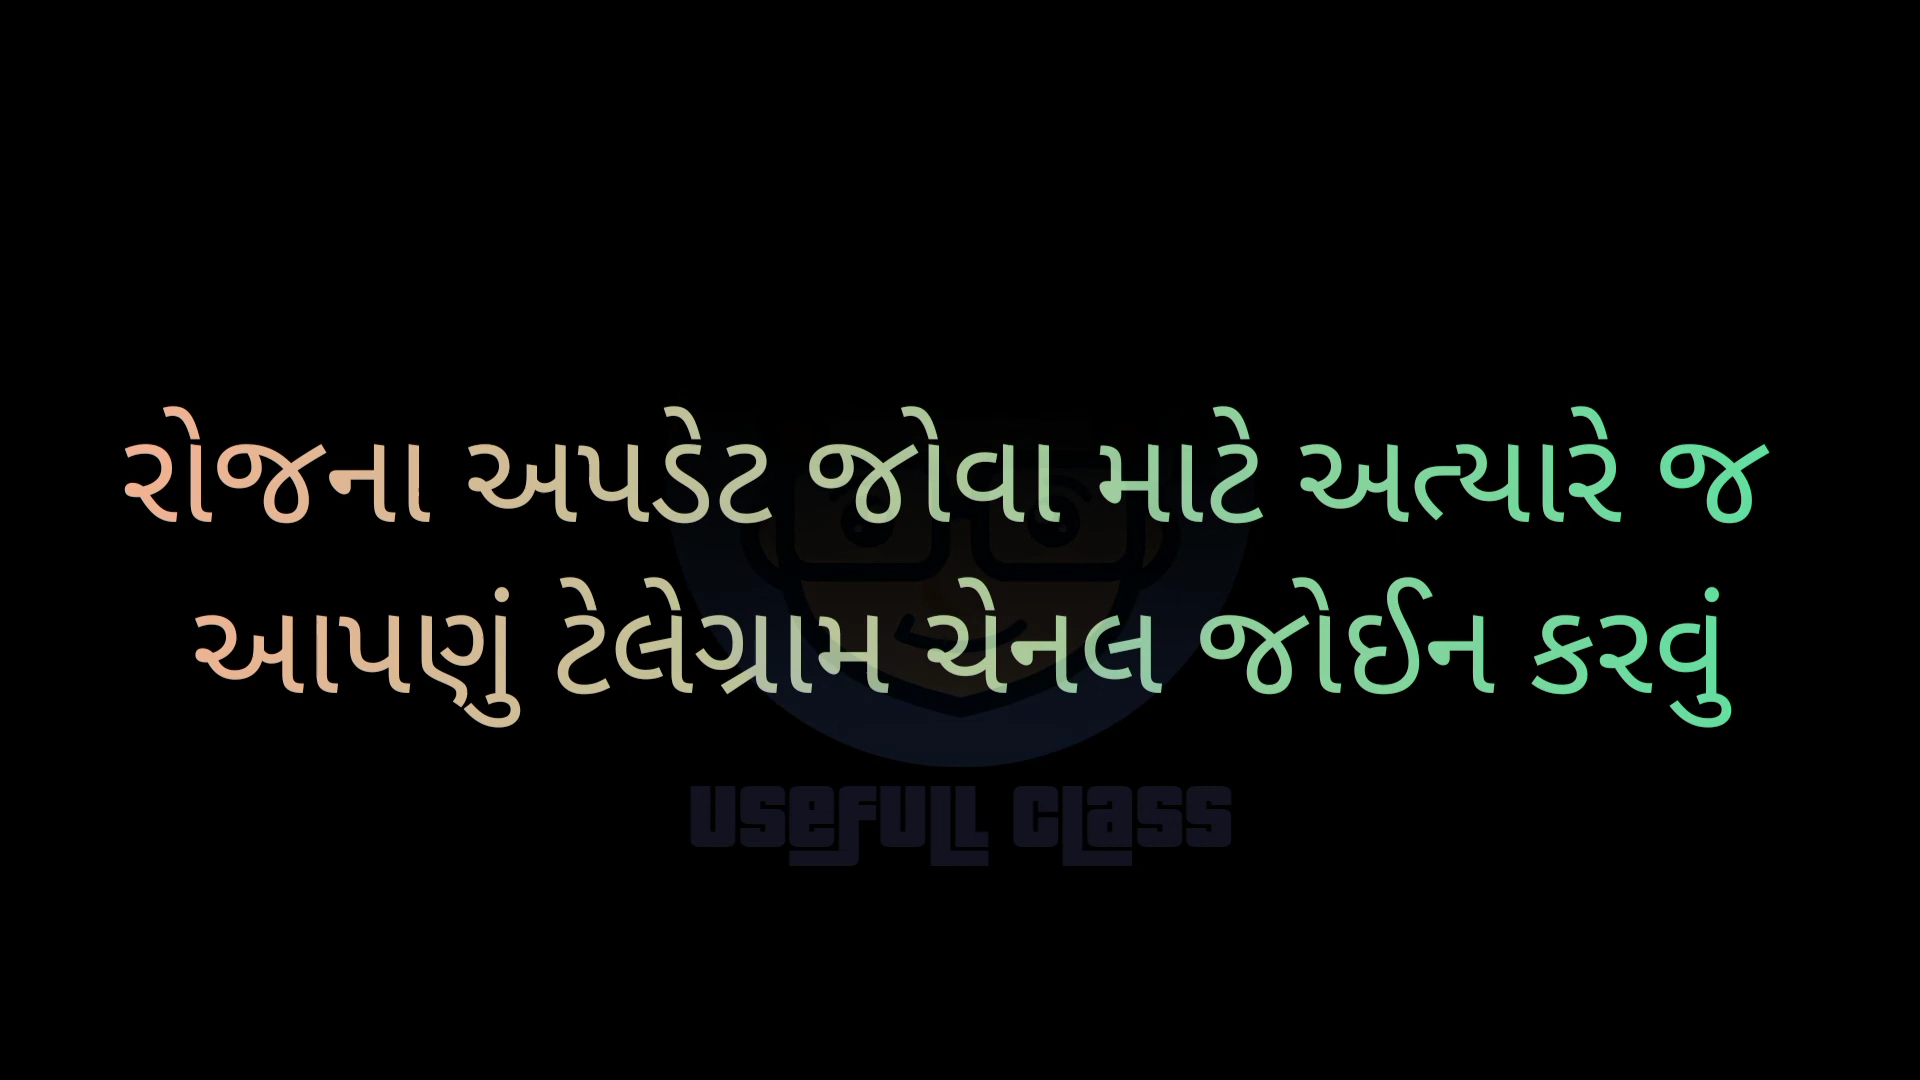 રોજના અપડેટ જોવા માટે અત્યારે જ
આપણું ટેલેગ્રામ ચેનલ જોઈન કરવું
USEFULL CLASS